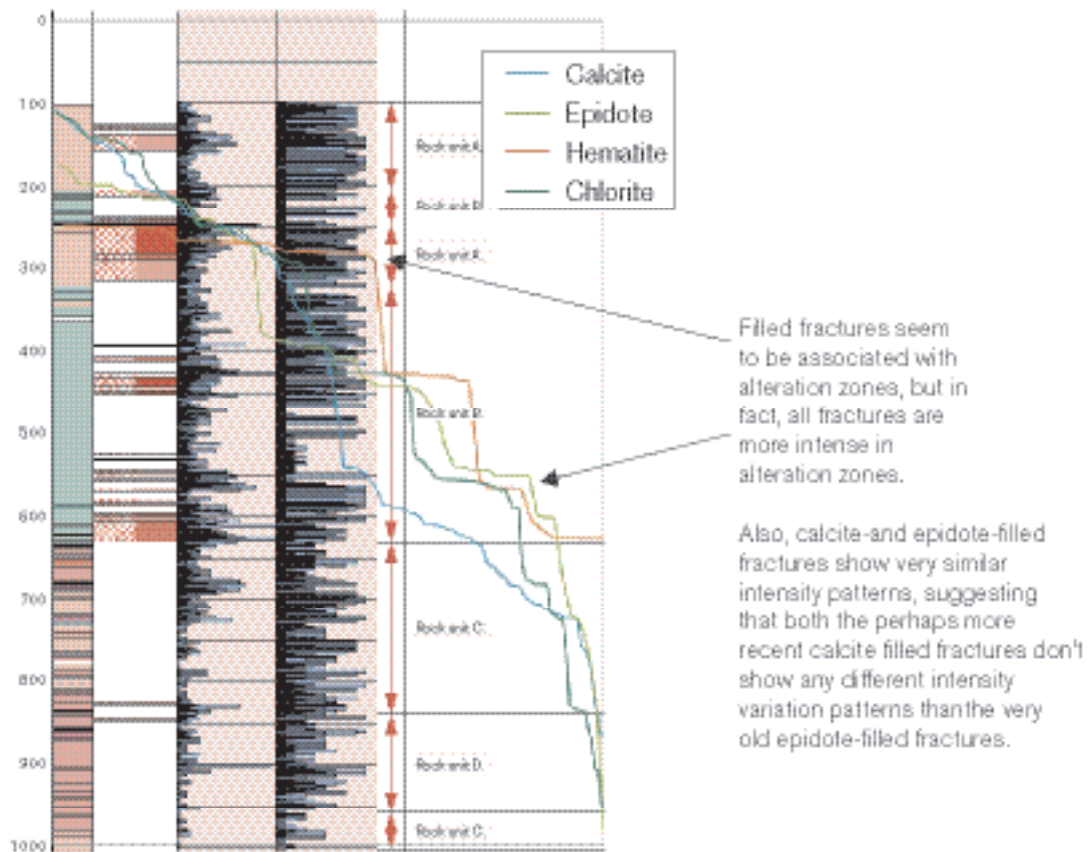 0
100
200
300
400
500
600
700
800
900
1000
Calcite
Epidote
Hematite
Chlorite
Rock unit A.
Rock unit B.
Rock unit A.
Rock unit B.
Rock unit C.
Rock unit D.
Rock unit C.
Filled fractures seem
to be associated with
alteration zones, but in
fact, all fractures are
more intense in
alteration zones.
Also, calcite-and epidote-filled
fractures show very similar
intensity patterns, suggesting
that both the perhaps more
recent calcite filled fractures don't
show any different intensity
variation patterns thanthe very
old epidote-filled fractures.